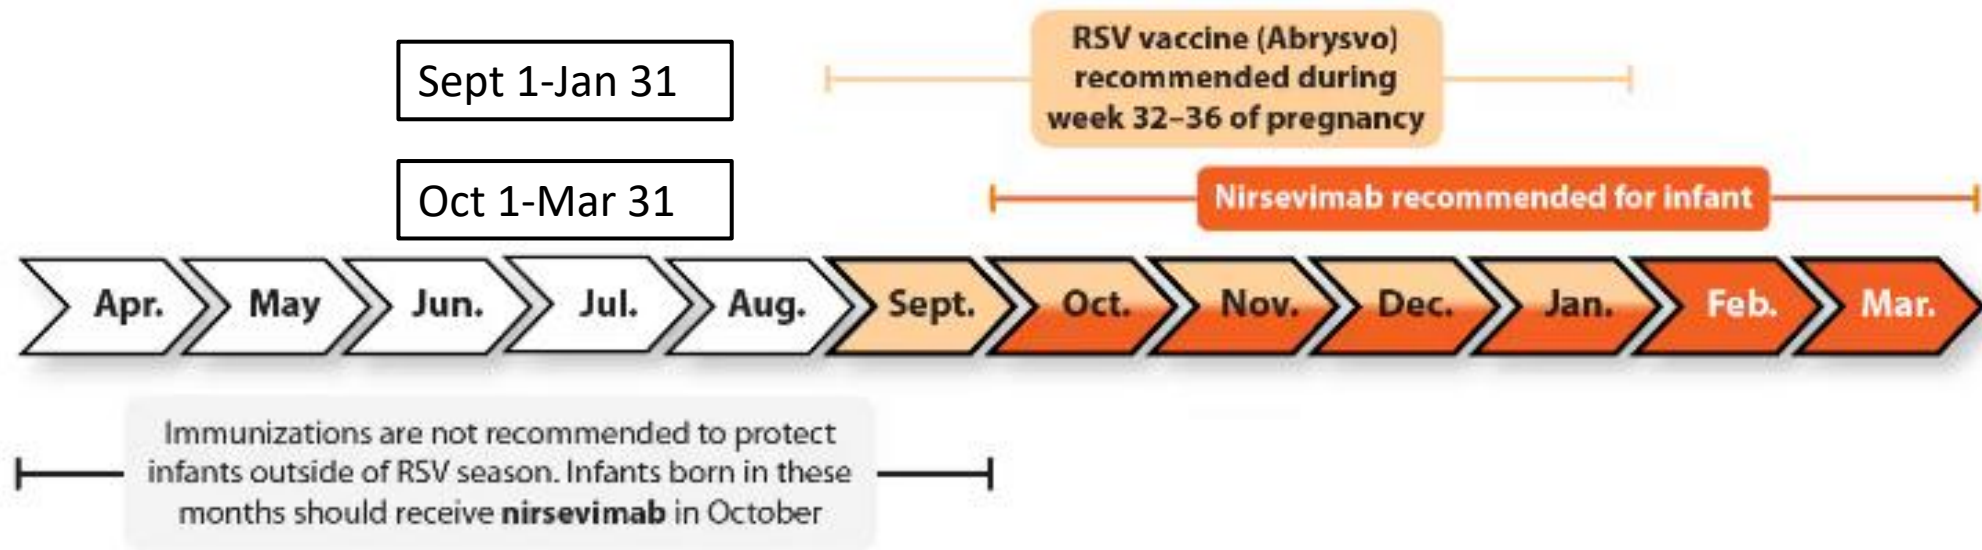 Sept 1-Jan 31
RSV vaccine (Abrysvo)
recommended during
week 32–36 of pregnancy
Oct 1-Mar 31
Nirsevimab recommended for infant
Apr. May Jun. Jul. Aug. Sept. Oct. Nov. Dec. Jan. Feb. Mar.
Immunizations are not recommended to protect
infants outside of RSV season. Infants born in these
months should receive nirsevimab in October